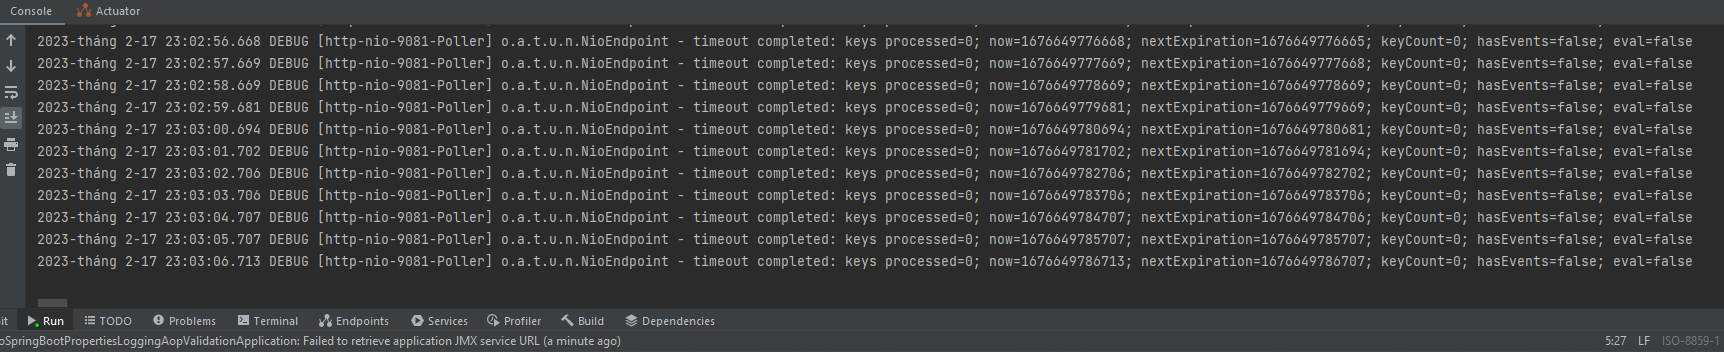 Console Actuator
2023-tháng 2-17 23:02:56.668 DEBUG [http-nio-9081-Poller] o.a.t.u.n.NioEndpoint - timeout completed: keys processed=0; now=1676649776668; nextExpiration=1676649776665; keyCount=0; hasEvents=false; eval=false
2023-tháng 2-17 23:02:57.669 DEBUG [http-nio-9081-Poller] o.a.t.u.n.NioEndpoint - timeout completed: keys processed=0; now=1676649777669; nextExpiration=1676649777668; keyCount=0; hasEvents=false; eval=false
2023-tháng 2-17 23:02:58.669 DEBUG [http-nio-9081-Poller] o.a.t.u.n.NioEndpoint - timeout completed: keys processed=0; now=1676649778669; nextExpiration=1676649778669; keyCount=0; hasEvents=false; eval=false
2023-tháng 2-17 23:02:59.681 DEBUG [http-nio-9081-Poller] o.a.t.u.n.NioEndpoint - timeout completed: keys processed=0; now=1676649779681; nextExpiration=1676649779669; keyCount=0; hasEvents=false; eval=false
2023-tháng 2-17 23:03:00.694 DEBUG [http-nio-9081-Poller] o.a.t.u.n.NioEndpoint - timeout completed: keys processed=0; now=1676649780694; nextExpiration=1676649780681; keyCount=0; hasEvents=false; eval=false
2023-tháng 2-17 23:03:01.702 DEBUG [http-nio-9081-Poller] o.a.t.u.n.NioEndpoint - timeout completed: keys processed=0; now=1676649781702; nextExpiration=1676649781694; keyCount=0; hasEvents=false; eval=false
2023-tháng 2-17 23:03:02.706 DEBUG [http-nio-9081-Poller] o.a.t.u.n.NioEndpoint - timeout completed: keys processed=0; now=1676649782706; nextExpiration=1676649782702; keyCount=0; hasEvents=false; eval=false
2023-tháng 2-17 23:03:03.706 DEBUG [http-nio-9081-Poller] o.a.t.u.n.NioEndpoint - timeout completed: keys processed=0; now=1676649783706; nextExpiration=1676649783706; keyCount=0; hasEvents=false; eval=false
2023-tháng 2-17 23:03:04.707 DEBUG [http-nio-9081-Poller] o.a.t.u.n.NioEndpoint - timeout completed: keys processed=0; now=1676649784707; nextExpiration=1676649784706; keyCount=0; hasEvents=false; eval=false
2023-tháng 2-17 23:03:05.707 DEBUG [http-nio-9081-Poller] o.a.t.u.n.NioEndpoint - timeout completed: keys processed=0; now=1676649785707; nextExpiration=1676649785707; keyCount=0; hasEvents=false; eval=false
2023-tháng 2-17 23:03:06.713 DEBUG [http-nio-9081-Poller] o.a.t.u.n.NioEndpoint - timeout completed: keys processed=0; now=1676649786713; nextExpiration=1676649786707; keyCount=0; hasEvents=false; eval=false
it Run TODO Problems Terminal Endpoints Services Profiler Build Dependencies
oSpringBootPropertiesLoggingAopValidationApplication: Failed to retrieve application JMX service URL (a minute ago) 5:27 LF ISO-8859-1